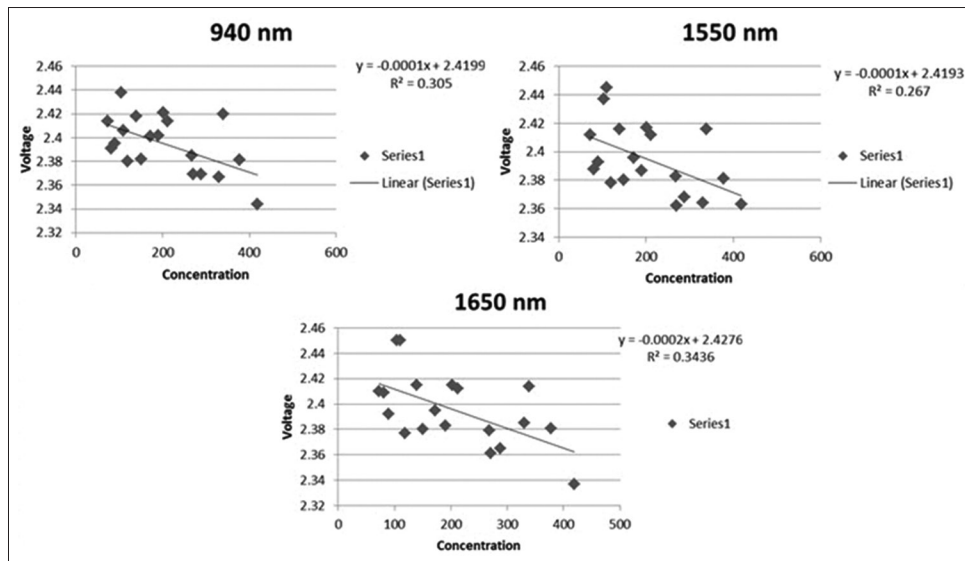 940 nm
y = -0.0001x + 2.4199
R² = 0.305
2.46
2.44
2.42
2.4
2.38
2.36
2.34
2.32
Voltage
0 200 400 600
Concentration
Series1
Linear (Series1)
1550 nm
y = -0.0001x + 2.4193
R² = 0.267
2.46
2.44
2.42
2.4
2.38
2.36
2.34
Voltage
0 200 400 600
Concentration
Series1
Linear (Series1)
1650 nm
y = -0.0002x + 2.4276
R² = 0.3436
2.46
2.44
2.42
2.4
2.38
2.36
2.34
2.32
Voltage
0 100 200 300 400 500
Concentration
Series1